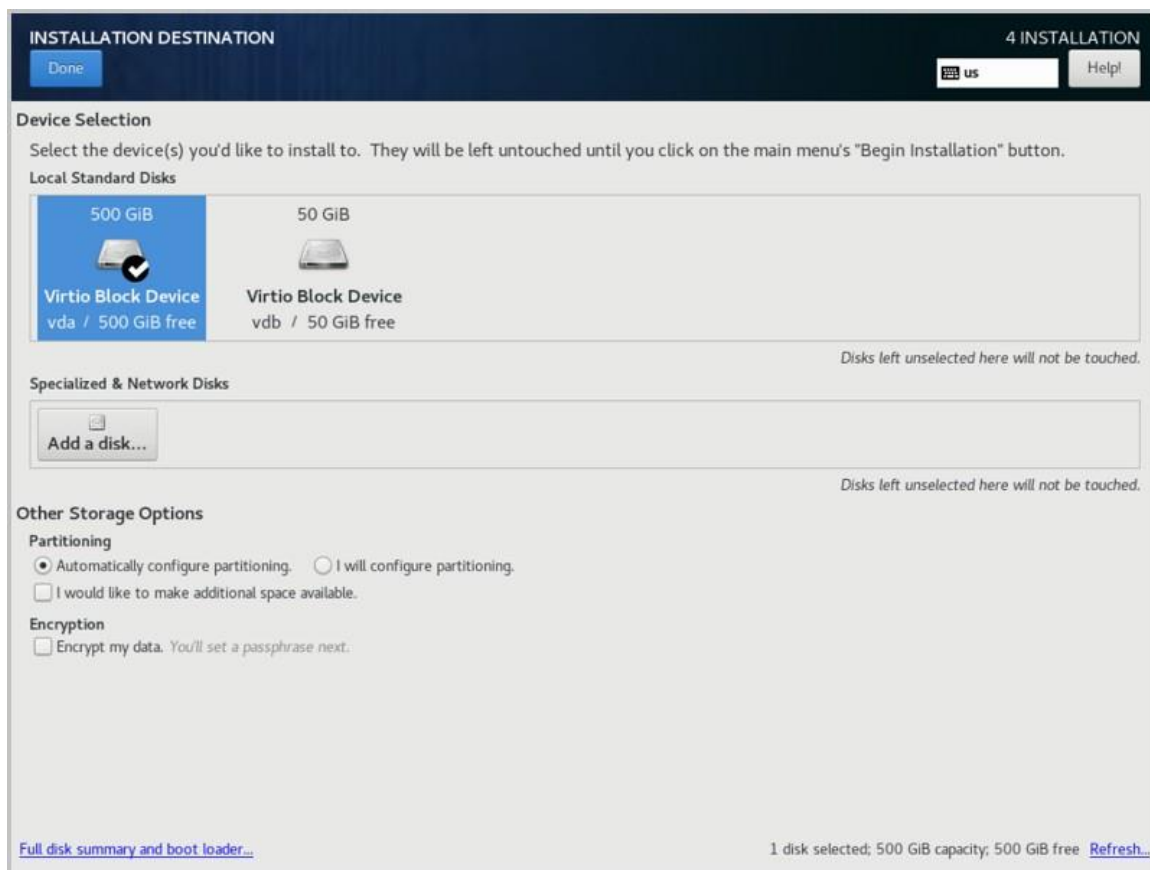 INSTALLATION DESTINATION
4 INSTALLATION
Done
us
Help!
Device Selection
Select the device(s) you'd like to install to. They will be left untouched until you click on the main menu's "Begin Installation" button.
Local Standard Disks
500 GiB
Virtio Block Device
vda / 500 GiB free
50 GiB
Virtio Block Device
vdb / 50 GiB free
Disks left unselected here will not be touched.
Specialized & Network Disks
Add a disk...
Disks left unselected here will not be touched.
Other Storage Options
Partitioning
Automatically configure partitioning. I will configure partitioning.
I would like to make additional space available.
Encryption
Encrypt my data. You'll set a passphrase next.
Full disk summary and boot loader...
1 disk selected; 500 GiB capacity; 500 GiB free Refresh...